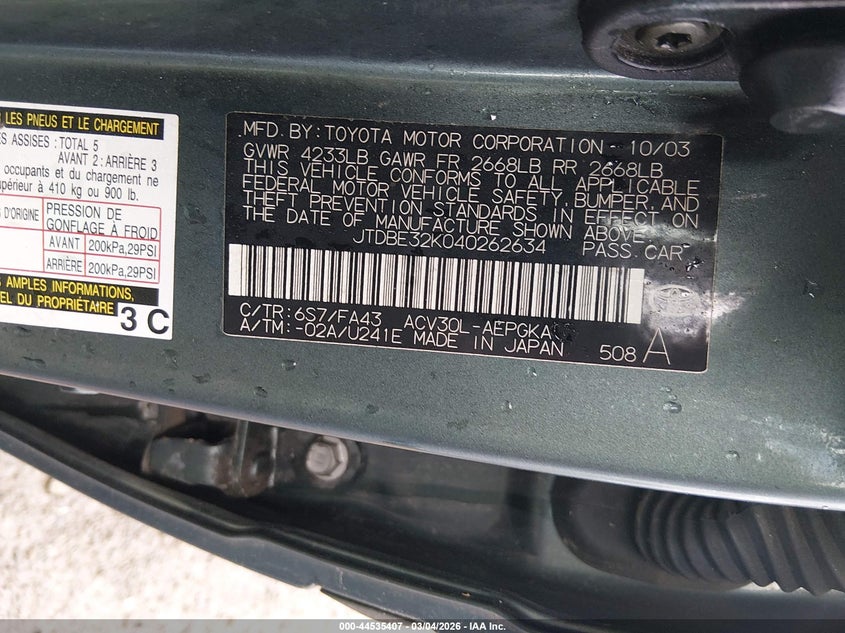 LES PNEUS ET LE CHARGEMENT
ES ASSISES : TOTAL 5
AVANT 2 : ARRIÈRE 3
occupants et du chargement ne
supérieur à 410 kg ou 900 lb.
D'ORIGINE
PRESSION DE
GONFLAGE À FROID
AVANT 200kPa,29PSI
ARRIÈRE 200kPa,29PSI
AMPLES INFORMATIONS,
EL DU PROPRIÉTAIRE
3 C
MFD. BY: TOYOTA MOTOR CORPORATION 10/03
GVWR 4233LB GAWR FR 2668LB RR 2668LB
THIS VEHICLE CONFORMS TO ALL APPLICABLE
FEDERAL MOTOR VEHICLE SAFETY, BUMPER, AND
THEFT PREVENTION STANDARDS IN EFFECT ON
THE DATE OF MANUFACTURE SHOWN ABOVE.
JTDBE32K040262634 PASS. CAR
C/TR: 6S7/FA43 ACV30L-AEPGKA
A/TM: -02A/U241E MADE IN JAPAN
508 A
000-44535407 - 03/04/2026 - IAA Inc.